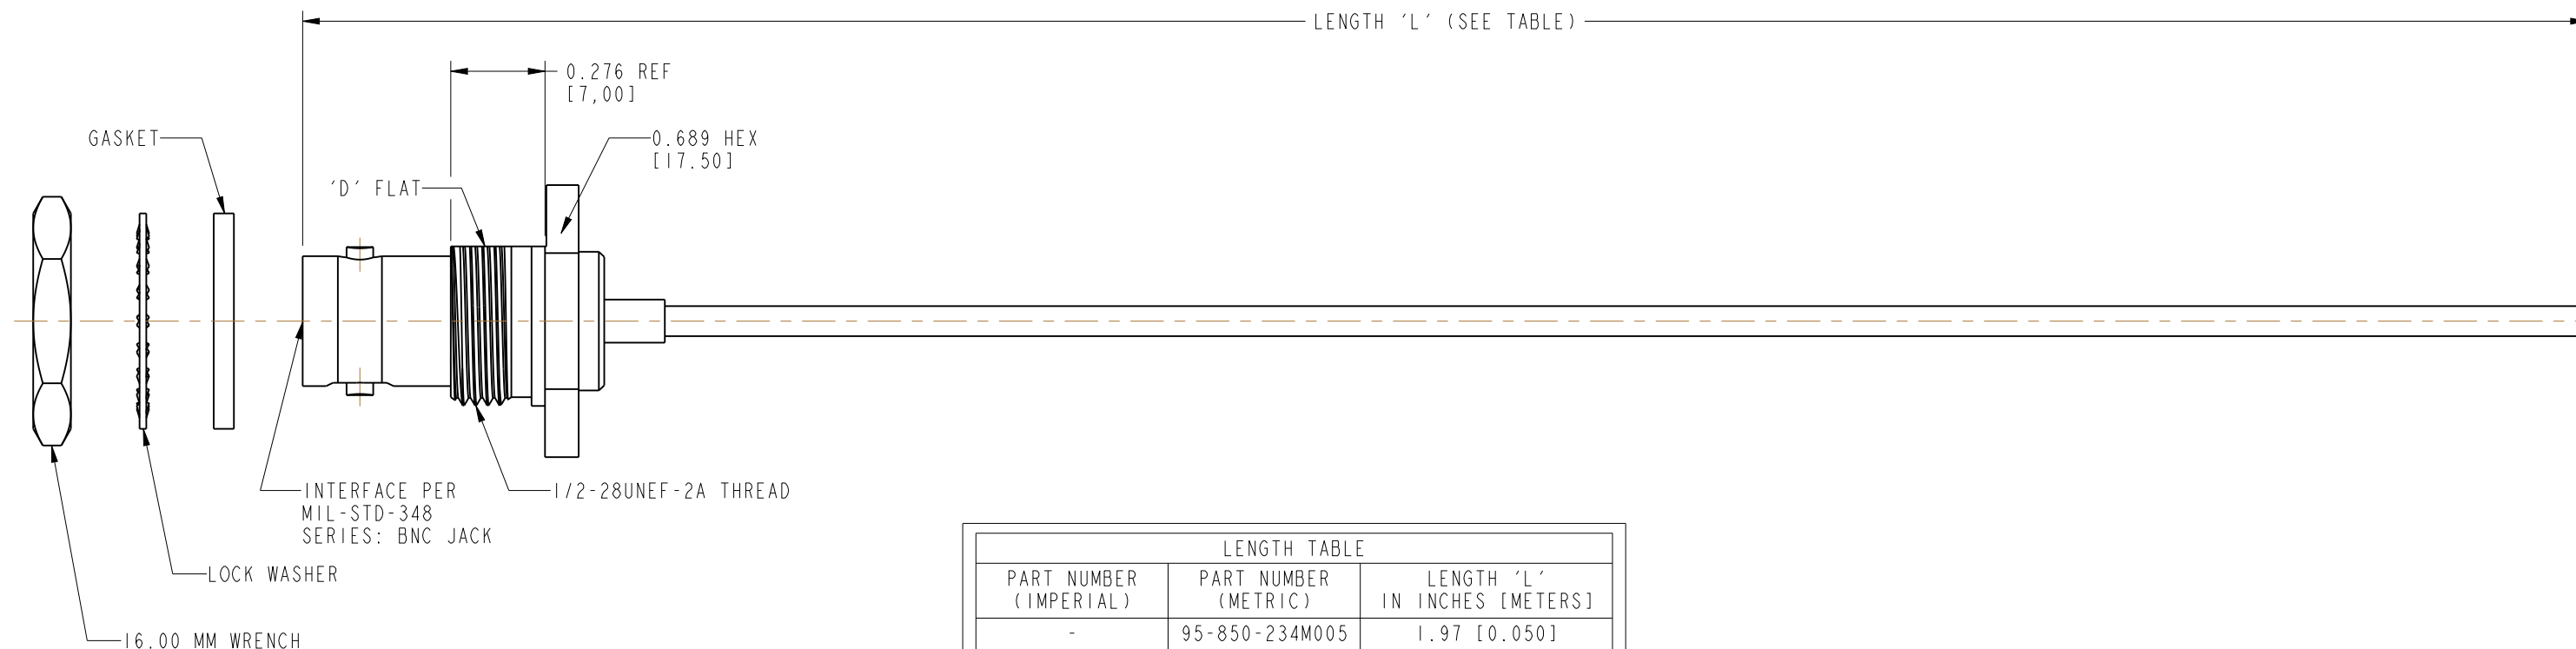 LENGTH 'L' (SEE TABLE)
0.276 REF
[7,00]
GASKET
0.689 HEX
[17.50]
'D' FLAT
INTERFACE PER
MIL-STD-348
SERIES: BNC JACK
1/2-28UNEF-2A THREAD
LOCK WASHER
16.00 MM WRENCH
LENGTH TABLE
PART NUMBER
(IMPERIAL)
PART NUMBER
(METRIC)
LENGTH 'L'
IN INCHES [METERS]
-
95-850-234M005
1.97 [0.050]